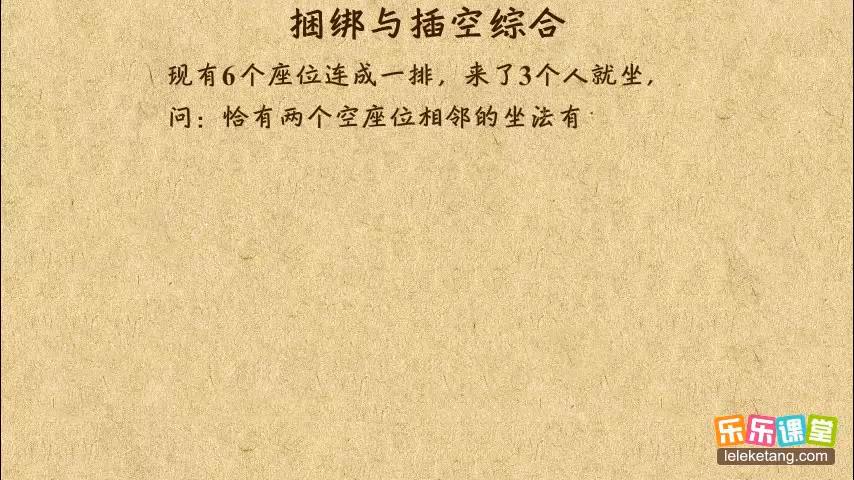 捆绑与插空综合
现有6个座位连成一排，来了3个人就坐，
问：恰有两个空座位相邻的坐法有
乐乐课堂
leleketang.com